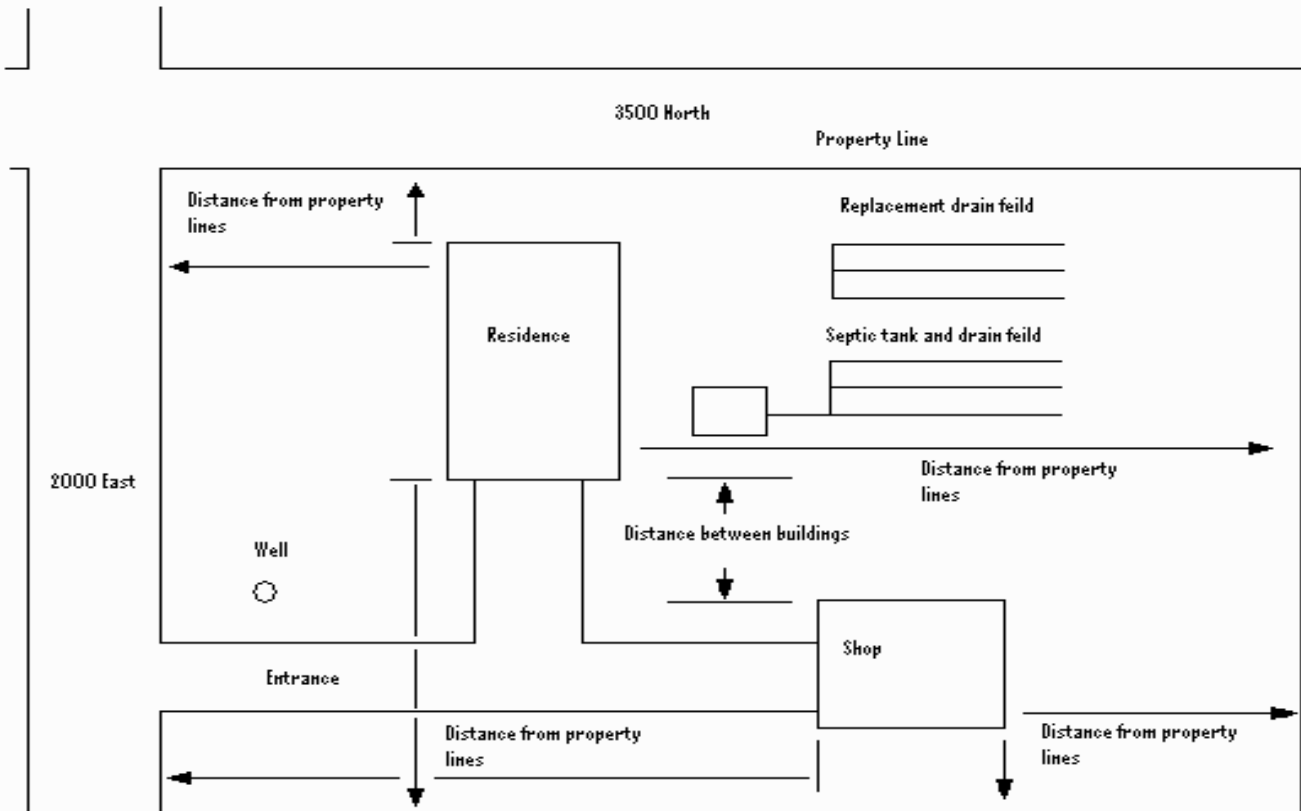 3500 North
Property Line
Distance from property
lines
Replacement drain feild
Residence
Septic tank and drain feild
2000 East
Distance from property
lines
Distance between buildings
Well
Shop
Entrance
Distance from property
lines
Distance from property
lines